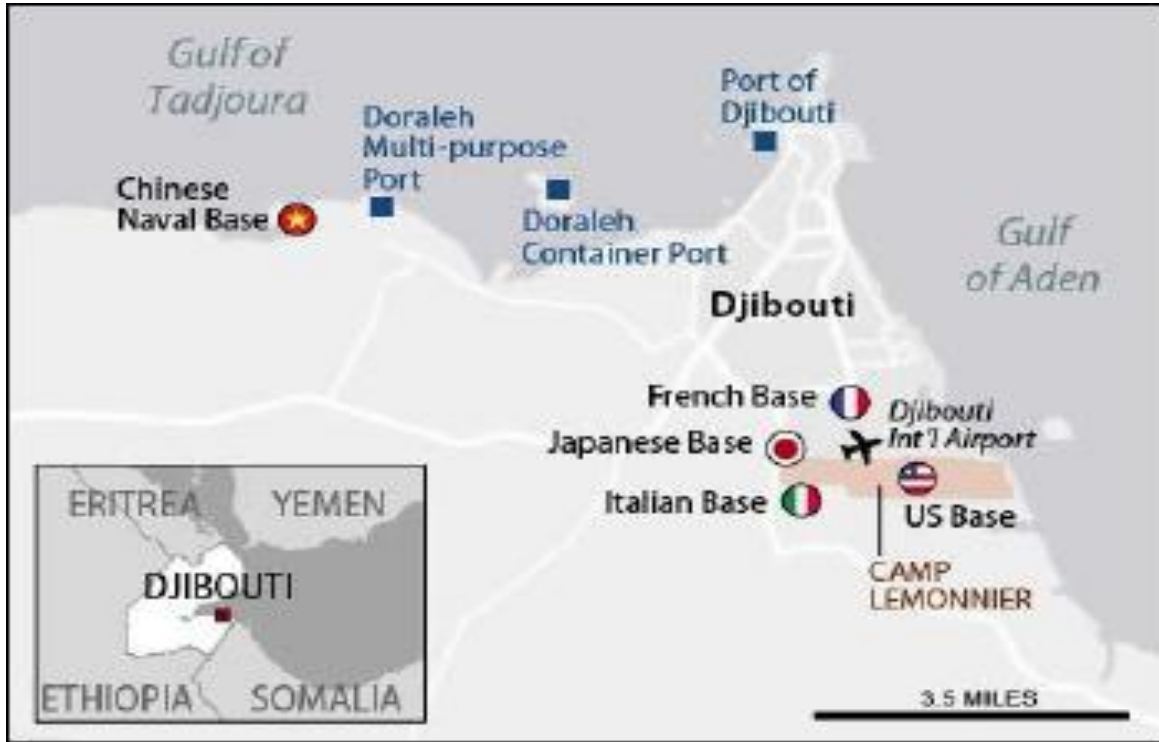 Gulf of
Tadjoura
Port of
Djibouti
Doraleh
Multi-purpose
Port
Chinese
Naval Base
Doraleh
Container Port
Gulf
of Aden
Djibouti
French Base
Djibouti
Int'l Airport
Japanese Base
Italian Base
US Base
CAMP
LEMONNIER
ERITREA
YEMEN
DJIBOUTI
ETHIOPIA
SOMALIA
3.5 MILES